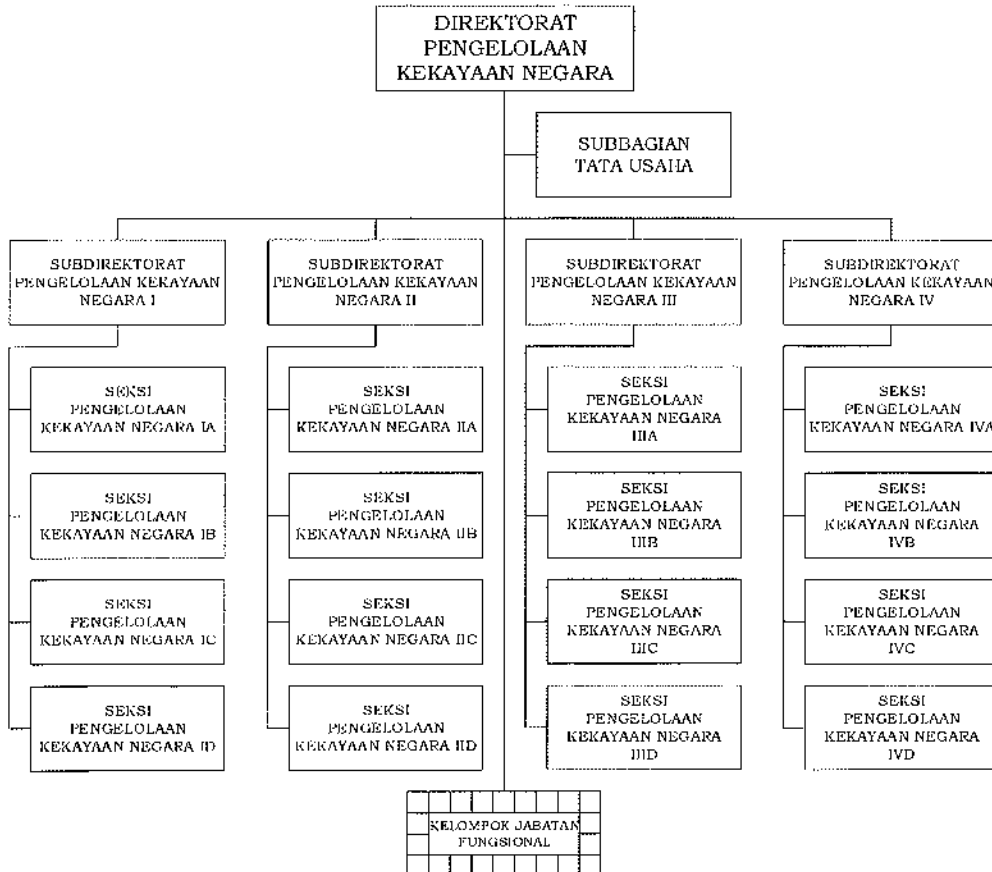 DIREKTORAT
PENGELOLAAN
KEKAYAAN NEGARA
SUBBAGIAN
TATA USAHA
SUBDIREKTORAT
PENGELOLAAN KEKAYAAN
NEGARA I
SUBDIREKTORAT
PENGELOLAAN KEKAYAAN
NEGARA II
SUBDIREKTORAT
PENGELOLAAN KEKAYAAN
NEGARA III
SUBDIREKTORAT
PENGELOLAAN KEKAYAAN
NEGARA IV
SEKSI
PENGELOLAAN
KEKAYAAN NEGARA IA
SEKSI
PENGELOLAAN
KEKAYAAN NEGARA IIA
SEKSI
PENGELOLAAN
KEKAYAAN NEGARA
IIIA
SEKSI
PENGELOLAAN
KEKAYAAN NEGARA IVA
SEKSI
PENGELOLAAN
KEKAYAAN NEGARA IB
SEKSI
PENGELOLAAN
KEKAYAAN NEGARA IIB
SEKSI
PENGELOLAAN
KEKAYAAN NEGARA
IIIB
SEKSI
PENGELOLAAN
KEKAYAAN NEGARA
IVB
SEKSI
PENGELOLAAN
KEKAYAAN NEGARA IC
SEKSI
PENGELOLAAN
KEKAYAAN NEGARA IIC
SEKSI
PENGELOLAAN
KEKAYAAN NEGARA
IIIC
SEKSI
PENGELOLAAN
KEKAYAAN NEGARA
IVC
SEKSI
PENGELOLAAN
KEKAYAAN NEGARA ID
SEKSI
PENGELOLAAN
KEKAYAAN NEGARA IID
SEKSI
PENGELOLAAN
KEKAYAAN NEGARA
IIID
SEKSI
PENGELOLAAN
KEKAYAAN NEGARA
IVD
KELOMPOK JABATAN
FUNGSIONAL